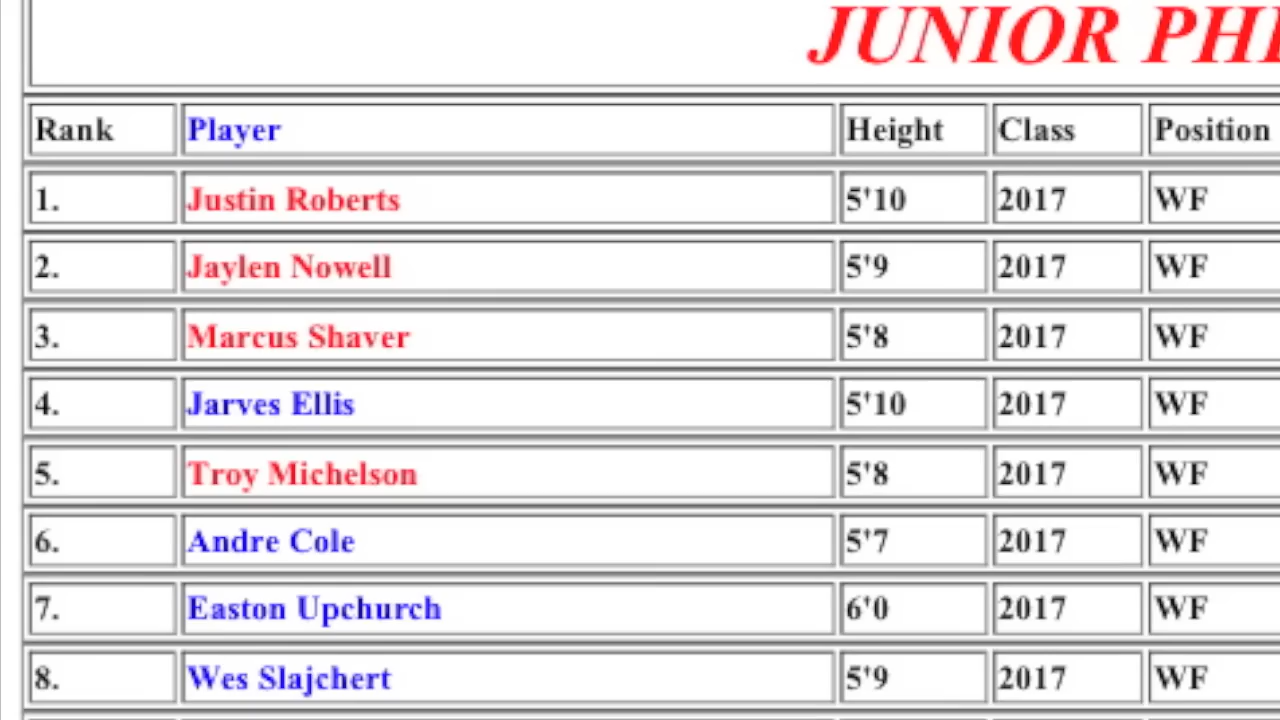 JUNIOR
Rank Player Height Class Position
1. Justin Roberts 5'10 2017 WF
2. Jaylen Nowell 5'9 2017 WF
3. Marcus Shaver 5'8 2017 WF
4. Jarves Ellis 5'10 2017 WF
5. Troy Michelson 5'8 2017 WF
6. Andre Cole 5'7 2017 WF
7. Easton Upchurch 6'0 2017 WF
8. Wes Slajchert 5'9 2017 WF